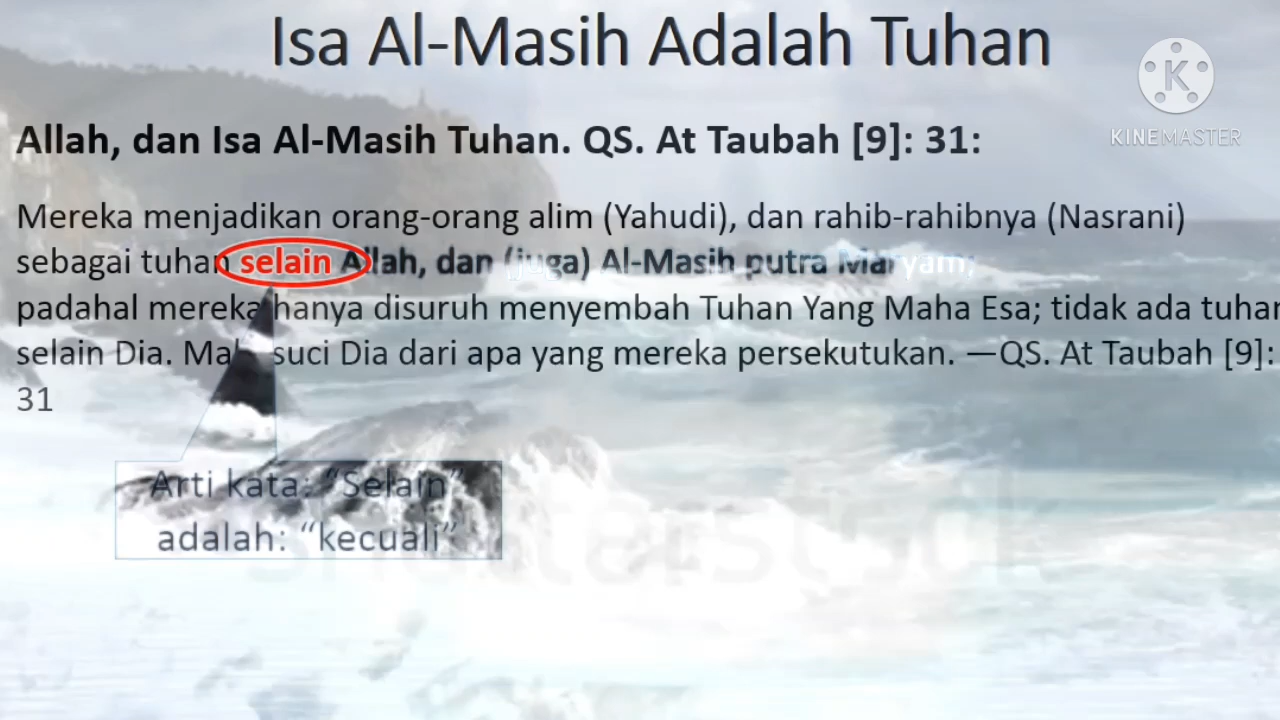 Isa Al-Masih Adalah Tuhan
KINEMASTER
Allah, dan Isa Al-Masih Tuhan. QS. At Taubah [9]: 31:
Mereka menjadikan orang-orang alim (Yahudi), dan rahib-rahibnya (Nasrani)
sebagai tuhan selain Allah, dan (juga) Al-Masih putra Maryam;
padahal mereka hanya disuruh menyembah Tuhan Yang Maha Esa; tidak ada tuhan
selain Dia. Maha suci Dia dari apa yang mereka persekutukan. —QS. At Taubah [9]:
31
Arti kata: “Selain”
adalah: “kecuali”
shutterstock